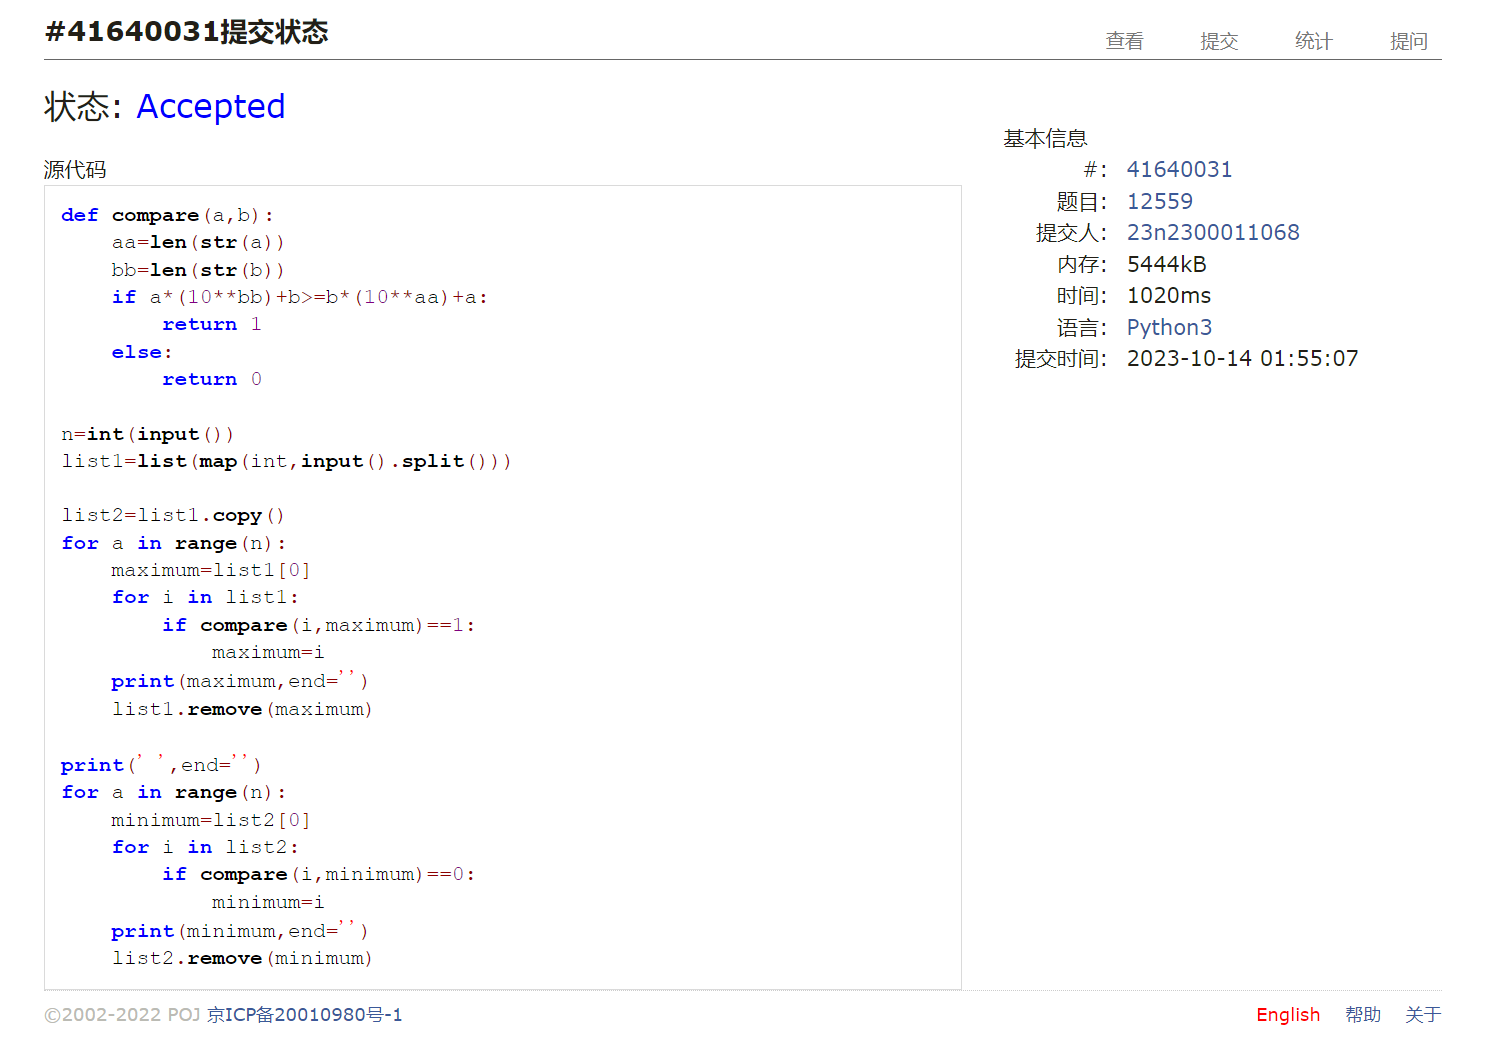 #41640031提交状态
查看 提交 统计 提问
状态: Accepted
源代码
def compare(a,b):
    aa=len(str(a))
    bb=len(str(b))
    if a*(10**bb)+b>=b*(10**aa)+a:
        return 1
    else:
        return 0

n=int(input())
list1=list(map(int,input().split()))

list2=list1.copy()
for a in range(n):
    maximum=list1[0]
    for i in list1:
        if compare(i,maximum)==1:
            maximum=i
    print(maximum,end='')
    list1.remove(maximum)

print(' ',end='')
for a in range(n):
    minimum=list2[0]
    for i in list2:
        if compare(i,minimum)==0:
            minimum=i
    print(minimum,end='')
    list2.remove(minimum)
基本信息
#: 41640031
题目: 12559
提交人: 23n2300011068
内存: 5444kB
时间: 1020ms
语言: Python3
提交时间: 2023-10-14 01:55:07
©2002-2022 POJ 京ICP备20010980号-1
English 帮助 关于